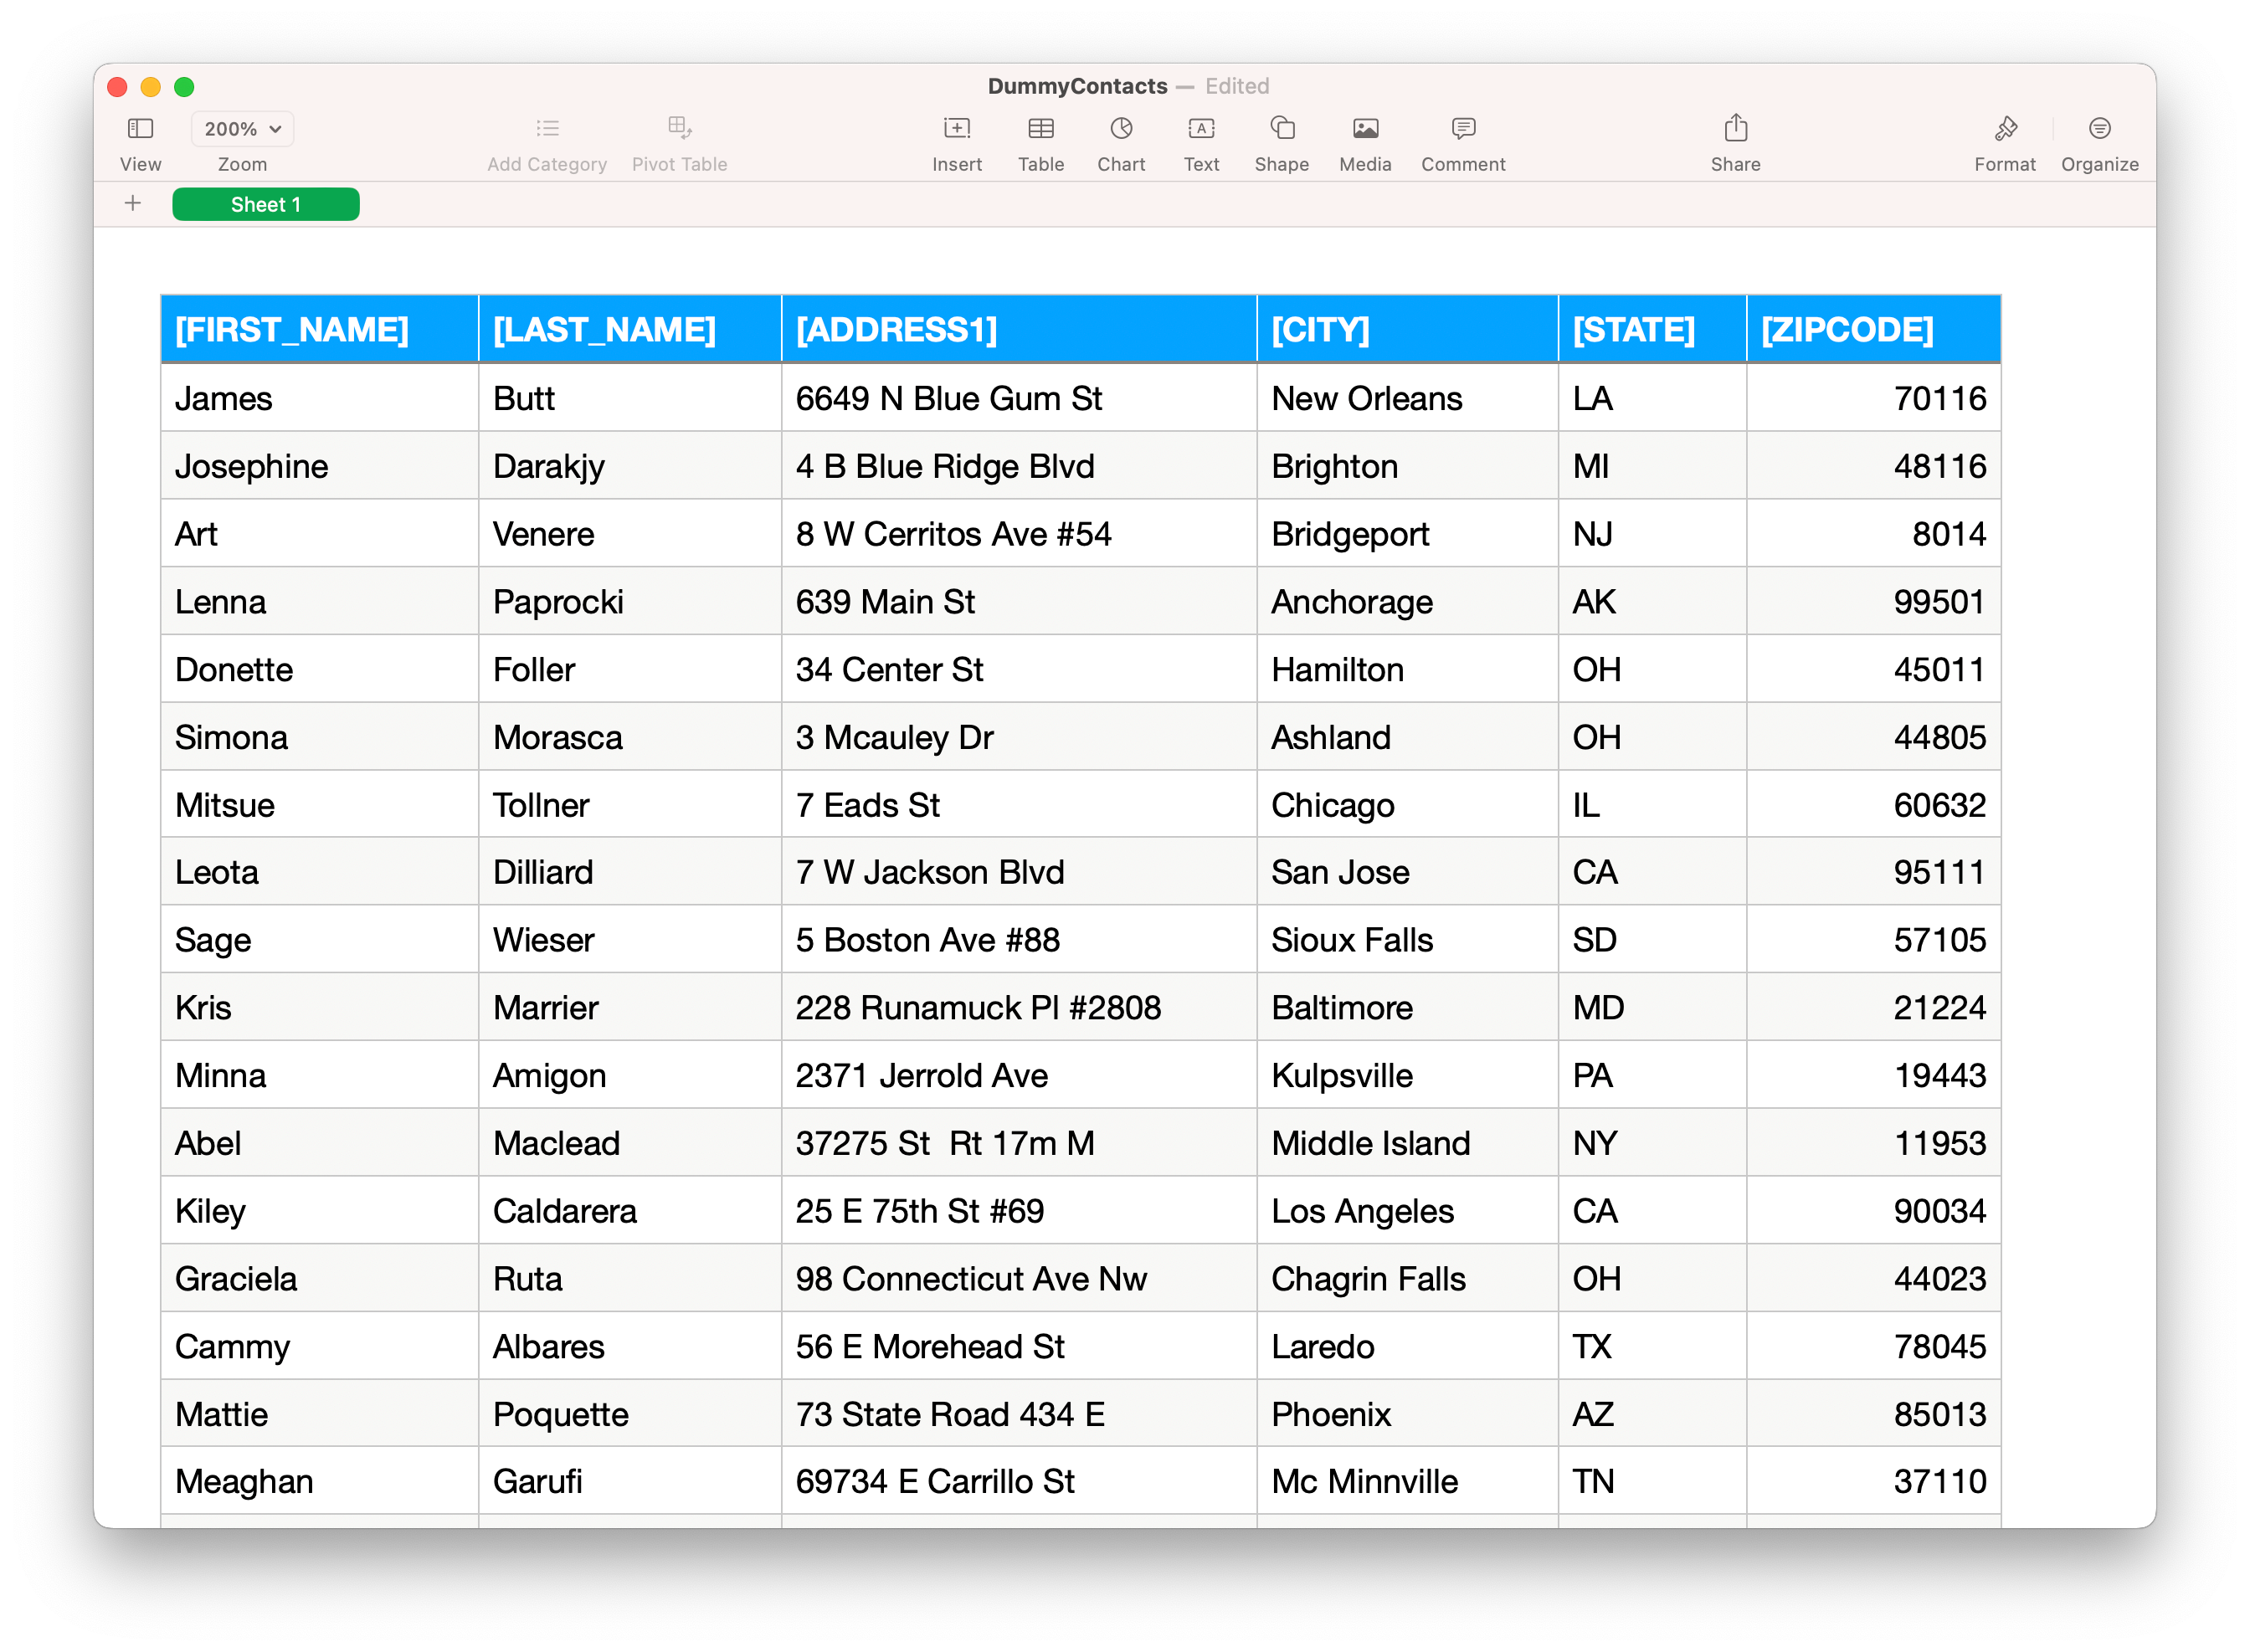 DummyContacts — Edited
200%
View Zoom Add Category Pivot Table Insert Table Chart Text Shape Media Comment Share Format Organize
+ Sheet 1
[FIRST_NAME] [LAST_NAME] [ADDRESS1] [CITY] [STATE] [ZIPCODE]
James Butt 6649 N Blue Gum St New Orleans LA 70116
Josephine Darakjy 4 B Blue Ridge Blvd Brighton MI 48116
Art Venere 8 W Cerritos Ave #54 Bridgeport NJ 8014
Lenna Paprocki 639 Main St Anchorage AK 99501
Donette Foller 34 Center St Hamilton OH 45011
Simona Morasca 3 Mcauley Dr Ashland OH 44805
Mitsue Tollner 7 Eads St Chicago IL 60632
Leota Dilliard 7 W Jackson Blvd San Jose CA 95111
Sage Wieser 5 Boston Ave #88 Sioux Falls SD 57105
Kris Marrier 228 Runamuck Pl #2808 Baltimore MD 21224
Minna Amigon 2371 Jerrold Ave Kulpsville PA 19443
Abel Maclead 37275 St  Rt 17m M Middle Island NY 11953
Kiley Caldarera 25 E 75th St #69 Los Angeles CA 90034
Graciela Ruta 98 Connecticut Ave Nw Chagrin Falls OH 44023
Cammy Albares 56 E Morehead St Laredo TX 78045
Mattie Poquette 73 State Road 434 E Phoenix AZ 85013
Meaghan Garufi 69734 E Carrillo St Mc Minnville TN 37110